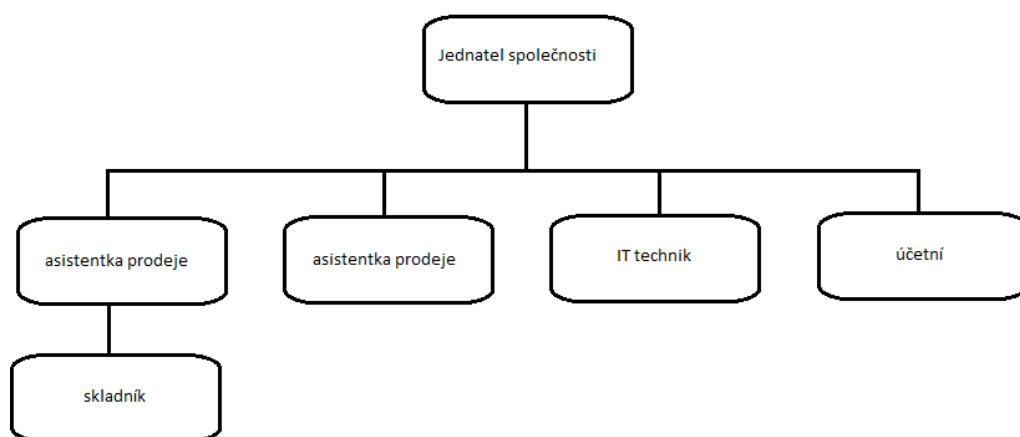 Jednatel společnosti
asistentka prodeje
asistentka prodeje
IT technik
účetní
skladník